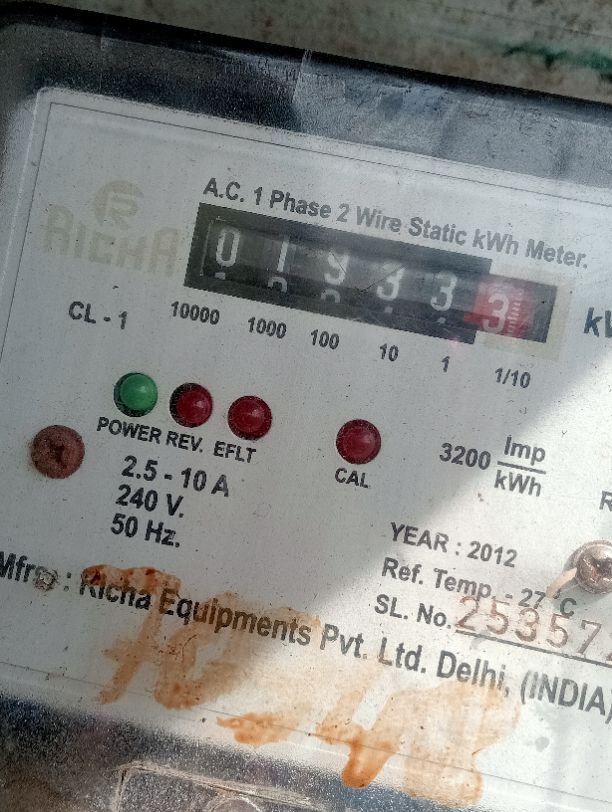 RICHA
A.C. 1 Phase 2 Wire Static kWh Meter.
0 1 9 3 3 3
CL - 1 10000 1000 100 10 1 1/10
POWER REV. EFLT CAL
3200 Imp/kWh
2.5 - 10 A
240 V.
50 Hz.
YEAR : 2012
Ref. Temp. - 27°C
SL. No. 25357
Mfrs : Richa Equipments Pvt. Ltd. Delhi, (INDIA)